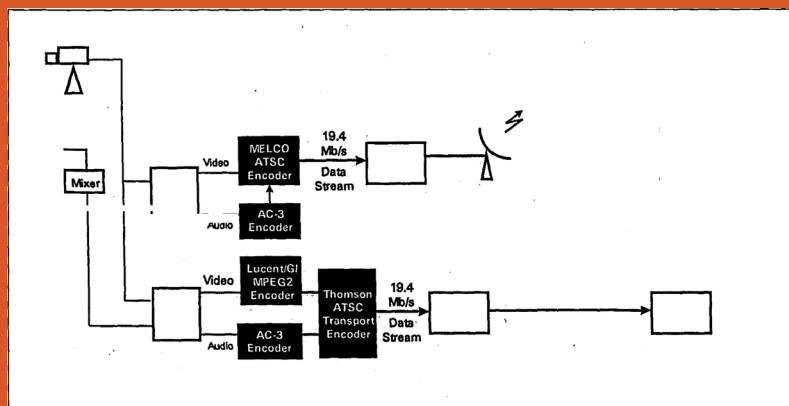 Mixer
Video
MELCO
ATSC
Encoder
19.4
Mb/s
Data
Stream
Audio
AC-3
Encoder
Video
Lucent/GI
MPEG2
Encoder
Thomson
ATSC
Transport
Encoder
19.4
Mb/s
Data
Stream
Audio
AC-3
Encoder